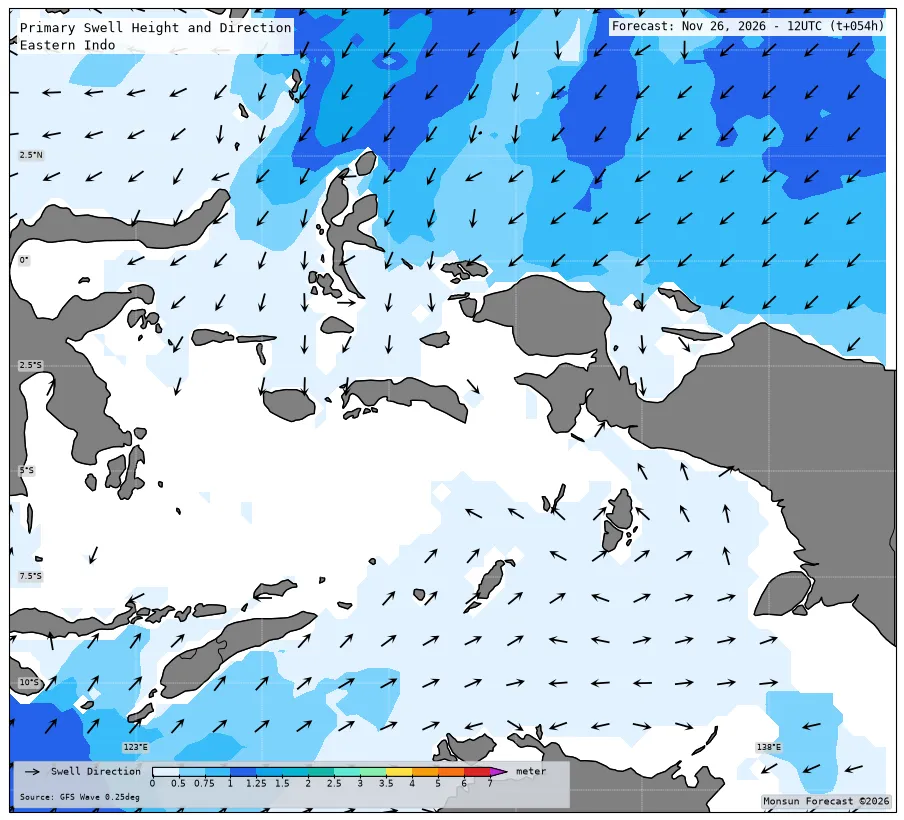 Primary Swell Height and Direction
Eastern Indo
Forecast: Nov 26, 2026 - 12UTC (t+054h)
2.5°N
0°
2.5°S
5°S
7.5°S
10°S
123°E
138°E
Swell Direction
0 0.5 0.75 1 1.25 1.5 2 2.5 3 3.5 4 5 6 7
meter
Source: GFS Wave 0.25deg
Monsun Forecast ©2026